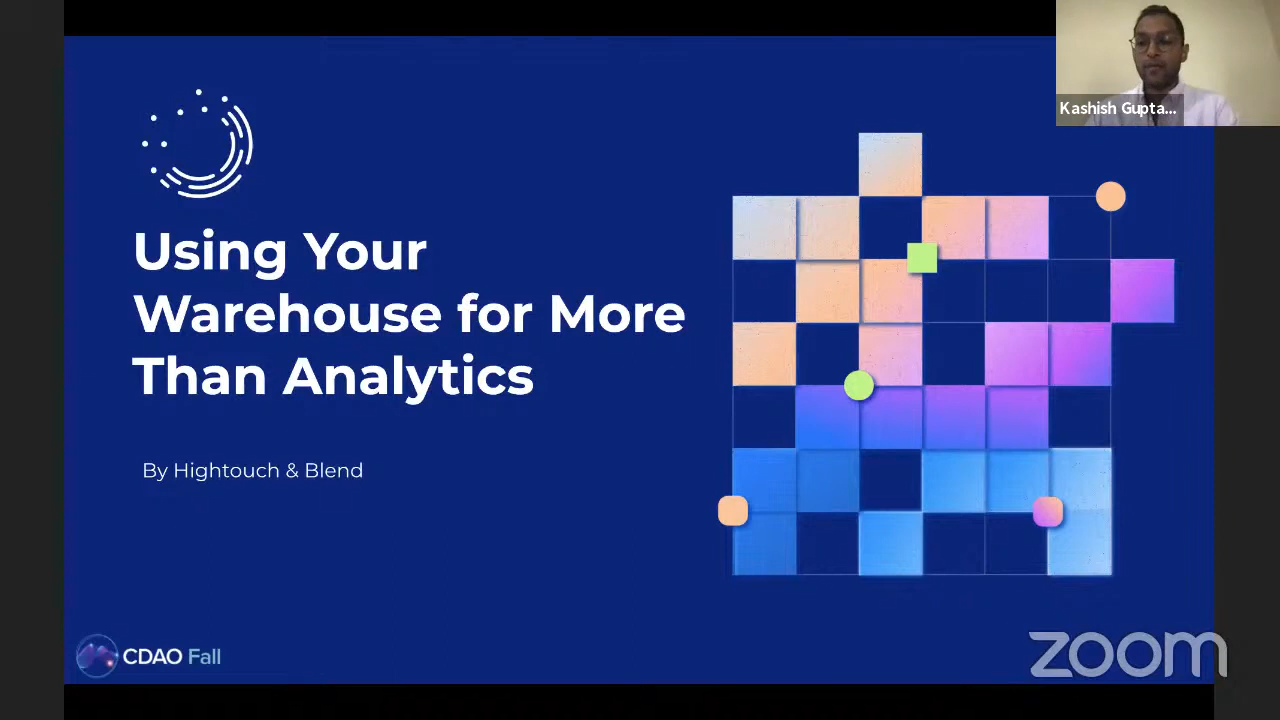 Kashish Gupta...
Using Your
Warehouse for More
Than Analytics
By Hightouch & Blend
CDAO Fall
zoom